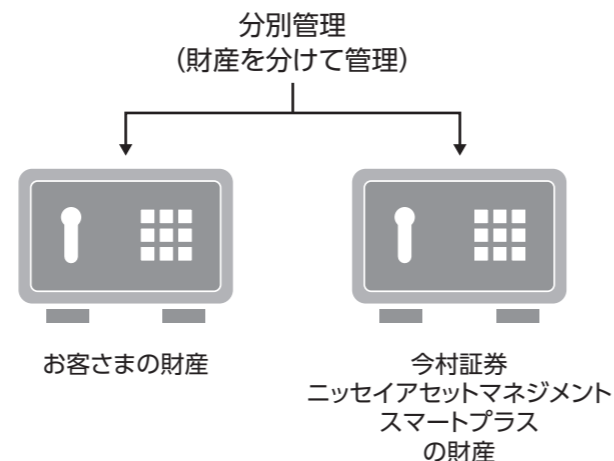 分別管理
(財産を分けて管理)
お客さまの財産
今村証券
ニッセイアセットマネジメント
スマートプラス
の財産